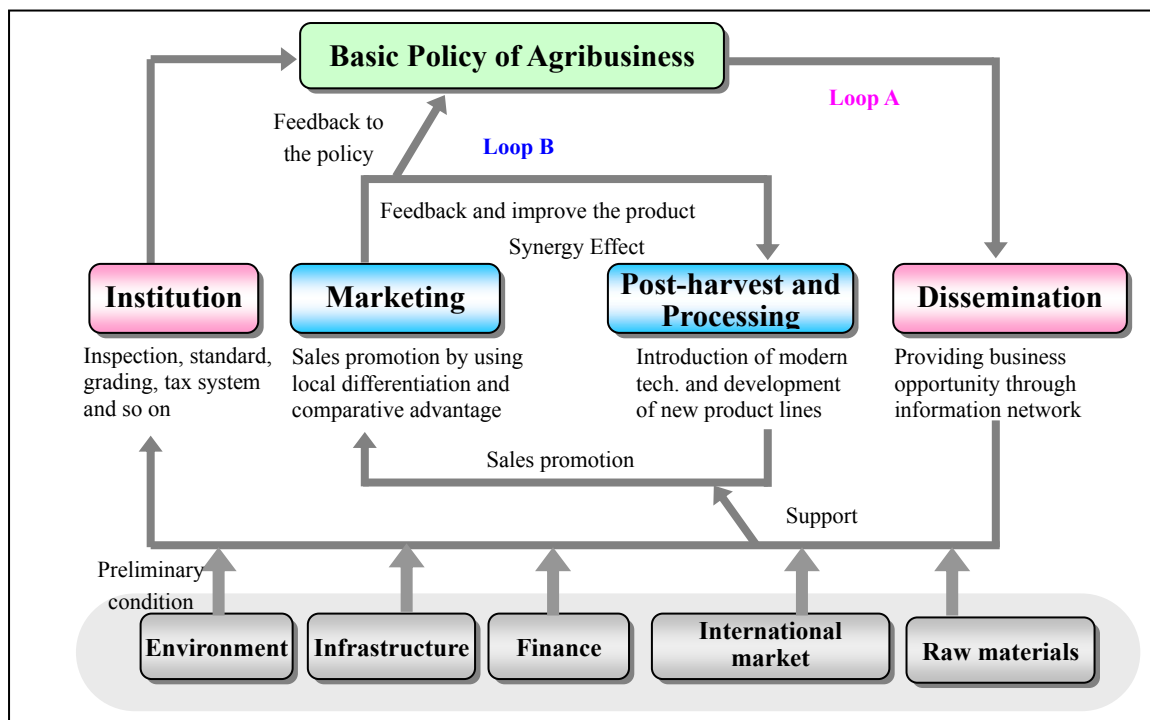 Basic Policy of Agribusiness
Loop A
Feedback to
the policy
Loop B
Feedback and improve the product
Synergy Effect
Institution
Inspection, standard,
grading, tax system
and so on
Marketing
Sales promotion by using
local differentiation and
comparative advantage
Post-harvest and
Processing
Introduction of modern
tech. and development
of new product lines
Dissemination
Providing business
opportunity through
information network
Sales promotion
Support
Preliminary
condition
Environment
Infrastructure
Finance
International
market
Raw materials